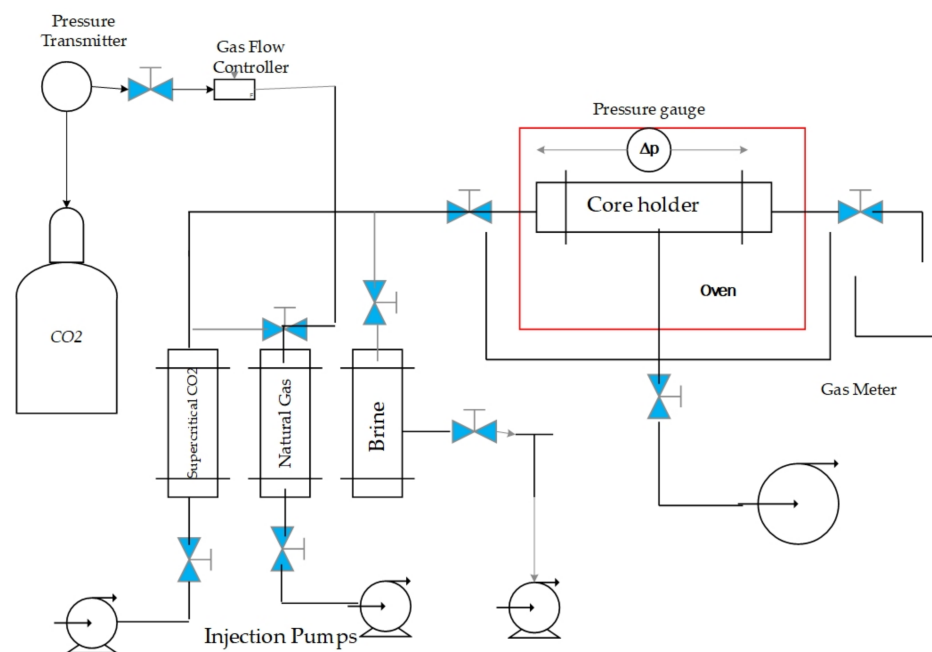 Pressure
Transmitter
Gas Flow
Controller
Pressure gauge
Δp
Core holder
Oven
CO2
Supercritical CO2
Natural Gas
Brine
Gas Meter
Injection Pumps